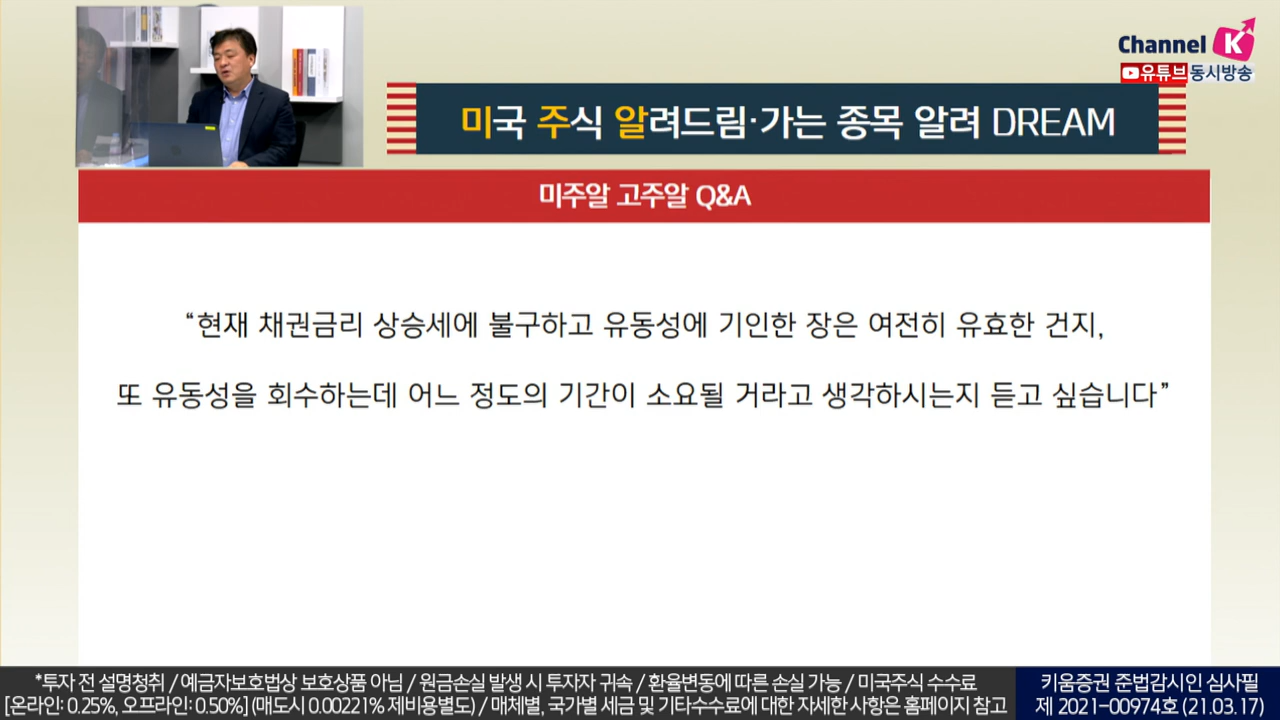 Channel K
유튜브동시방송
미국 주식 알려드림·가는 종목 알려 DREAM
미주알 고주알 Q&A
“현재 채권금리 상승세에 불구하고 유동성에 기인한 장은 여전히 유효한 건지,
또 유동성을 회수하는데 어느 정도의 기간이 소요될 거라고 생각하시는지 듣고 싶습니다”
*투자 전 설명청취 / 예금자보호법상 보호상품 아님 / 원금손실 발생 시 투자자 귀속 / 환율변동에 따른 손실 가능 / 미국주식 수수료
[온라인: 0.25%, 오프라인: 0.50%] (매도시 0.00221% 제비용별도) / 매체별, 국가별 세금 및 기타수수료에 대한 자세한 사항은 홈페이지 참고
키움증권 준법감시인 심사필
제 2021-00974호 (21.03.17)